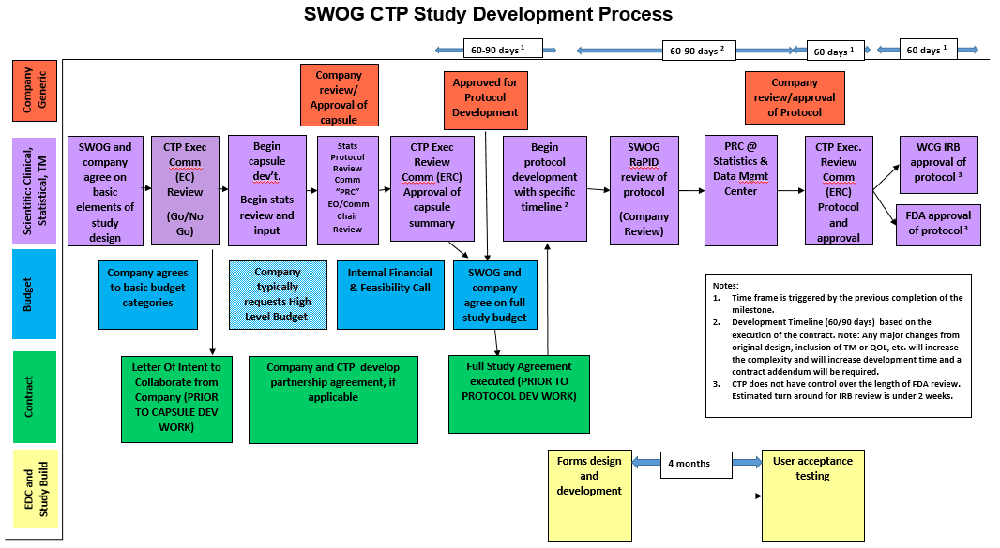 SWOG CTP Study Development Process
60-90 days 1
60-90 days 2
60 days 1
60 days 1
Company
Generic
Company
review/
Approval of
capsule
Approved for
Protocol
Development
Company
review/approval
of Protocol
Scientific: Clinical,
Statistical, TM
SWOG and
company
agree on
basic
elements of
study
design
CTP Exec
Comm
(EC)
Review
(Go/No
Go)
Begin
capsule
dev't.
Begin stats
review and
input
Stats
Protocol
Review
Comm
"PRC"
EO/Comm
Chair
Review
CTP Exec
Review
Comm (ERC)
Approval of
capsule
summary
Begin
protocol
development
with specific
timeline 2
SWOG
RaPID
review of
protocol
(Company
Review)
PRC @
Statistics &
Data Mgmt
Center
CTP Exec.
Review
Comm
(ERC)
Protocol
and
approval
WCG IRB
approval of
protocol 3
FDA approval
of protocol 3
Budget
Company agrees
to basic budget
categories
Company
typically
requests High
Level Budget
Internal Financial
& Feasibility Call
SWOG and
company
agree on full
study budget
Notes:
1. Time frame is triggered by the previous completion of the
milestone.
2. Development Timeline (60/90 days) based on the
execution of the contract. Note: Any major changes from
original design, inclusion of TM or QOL, etc. will increase
the complexity and will increase development time and a
contract addendum will be required.
3. CTP does not have control over the length of FDA review.
Estimated turn around for IRB review is under 2 weeks.
Contract
Letter Of Intent to
Collaborate from
Company (PRIOR
TO CAPSULE DEV
WORK)
Company and CTP develop
partnership agreement, if
applicable
Full Study Agreement
executed (PRIOR TO
PROTOCOL DEV WORK)
EDC and
Study Build
Forms design
and
development
4 months
User acceptance
testing